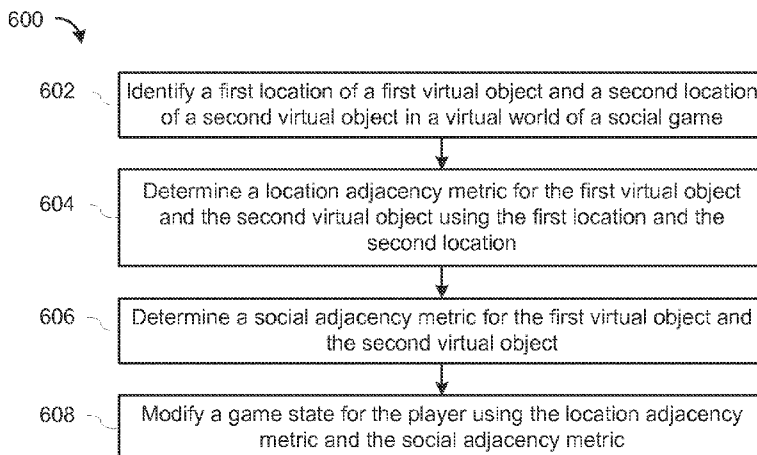 600
602
Identify a first location of a first virtual object and a second location
of a second virtual object in a virtual world of a social game
604
Determine a location adjacency metric for the first virtual object
and the second virtual object using the first location and the
second location
606
Determine a social adjacency metric for the first virtual object and
the second virtual object
608
Modify a game state for the player using the location adjacency
metric and the social adjacency metric